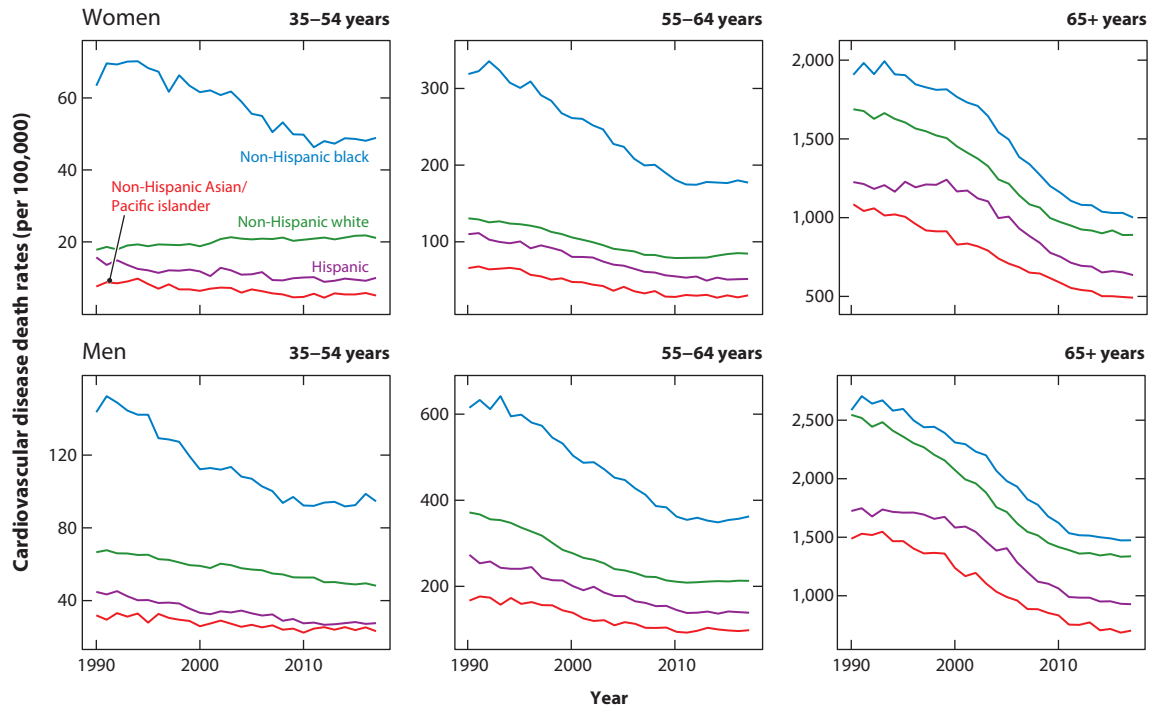 Women
35–54 years
55–64 years
65+ years
60
40
20
Non-Hispanic black
Non-Hispanic Asian/
Pacific islander
Non-Hispanic white
Hispanic
300
200
100
2,000
1,500
1,000
500
Cardiovascular disease death rates (per 100,000)
Men
35–54 years
55–64 years
65+ years
120
80
40
1990
2000
2010
600
400
200
1990
2000
2010
2,500
2,000
1,500
1,000
1990
2000
2010
Year